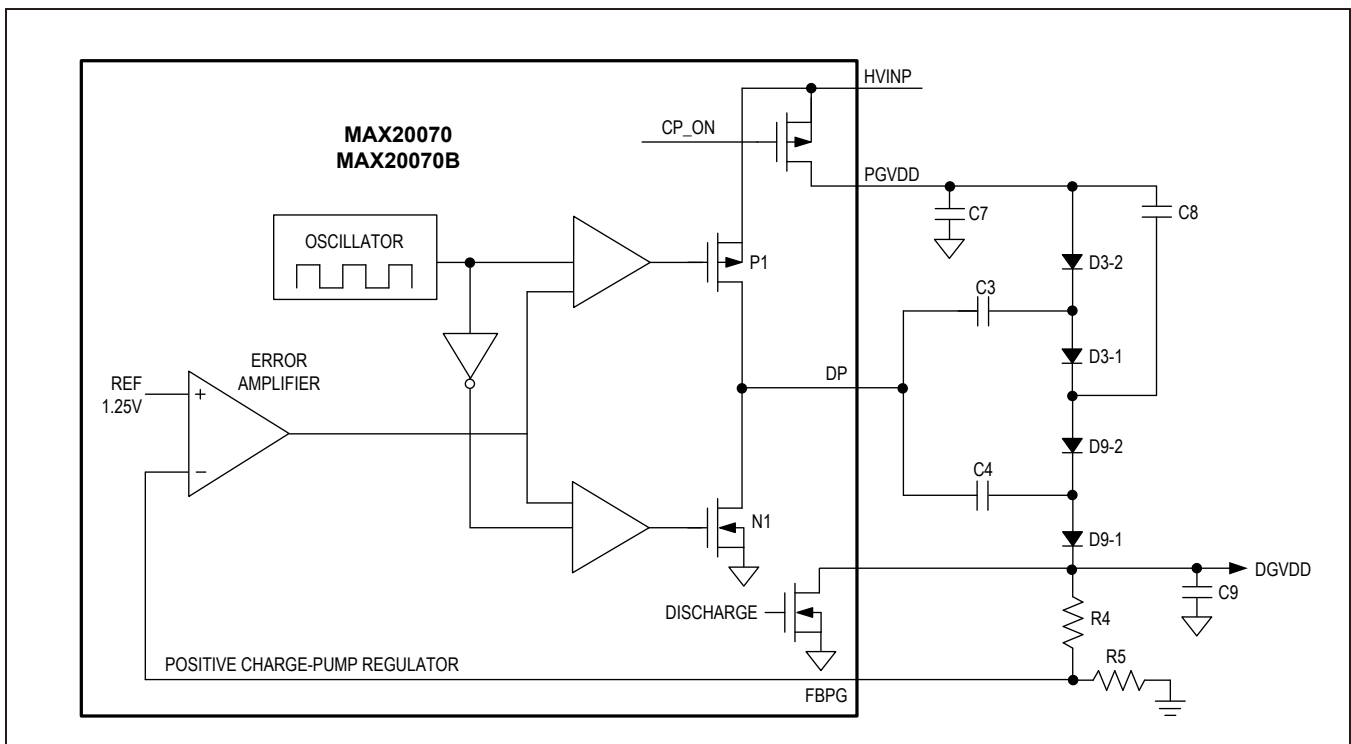 HVINP
MAX20070
MAX20070B
CP_ON
PGVDD
C7
C8
OSCILLATOR
P1
D3-2
C3
D3-1
ERROR
AMPLIFIER
REF
1.25V
+
−
DP
D9-2
C4
N1
D9-1
DGVDD
C9
DISCHARGE
R4
POSITIVE CHARGE-PUMP REGULATOR
R5
FBPG